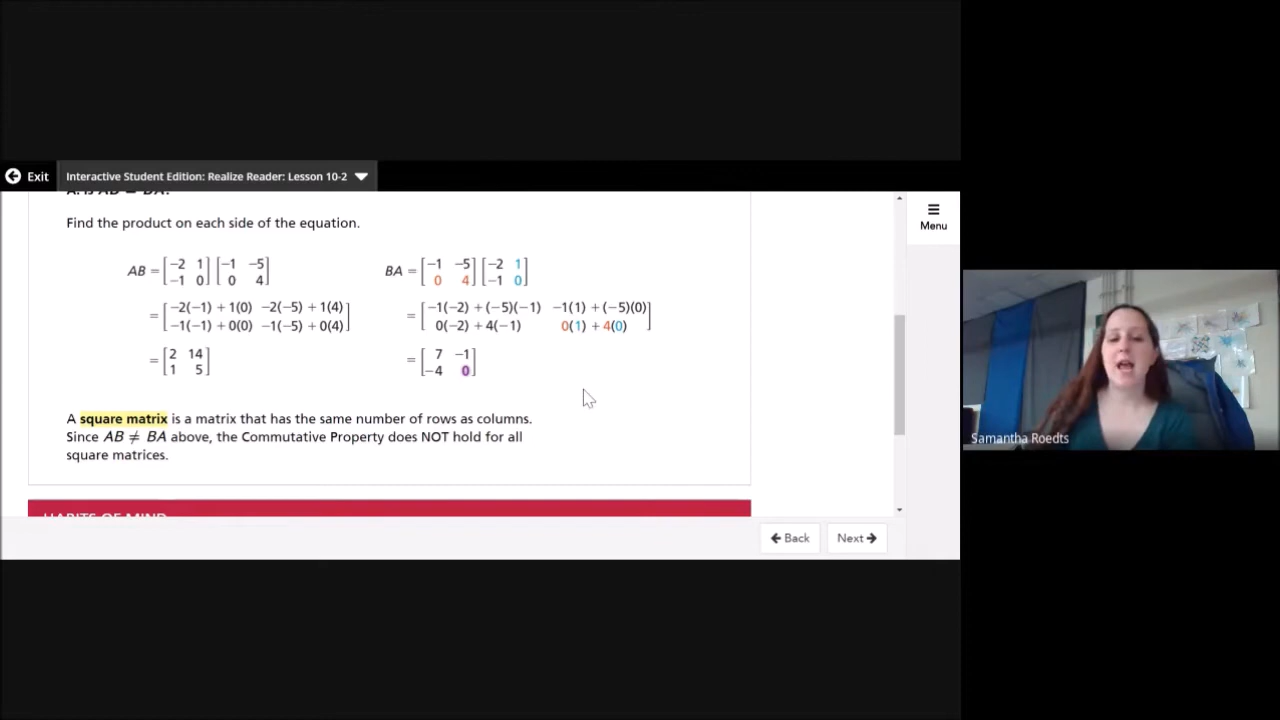 Exit
Interactive Student Edition: Realize Reader: Lesson 10-2
Menu
Find the product on each side of the equation.
AB = [−2 1 −1 0] [−1 −5 0 4]
= [−2(−1) + 1(0) −2(−5) + 1(4) −1(−1) + 0(0) −1(−5) + 0(4)]
= [2 14 1 5]
BA = [−1 −5 0 4] [−2 1 −1 0]
= [−1(−2) + (−5)(−1) −1(1) + (−5)(0) 0(−2) + 4(−1) 0(1) + 4(0)]
= [7 −1 −4 0]
A square matrix is a matrix that has the same number of rows as columns.
Since AB ≠ BA above, the Commutative Property does NOT hold for all
square matrices.
HABITS OF MIND
Back
Next
Samantha Roedts